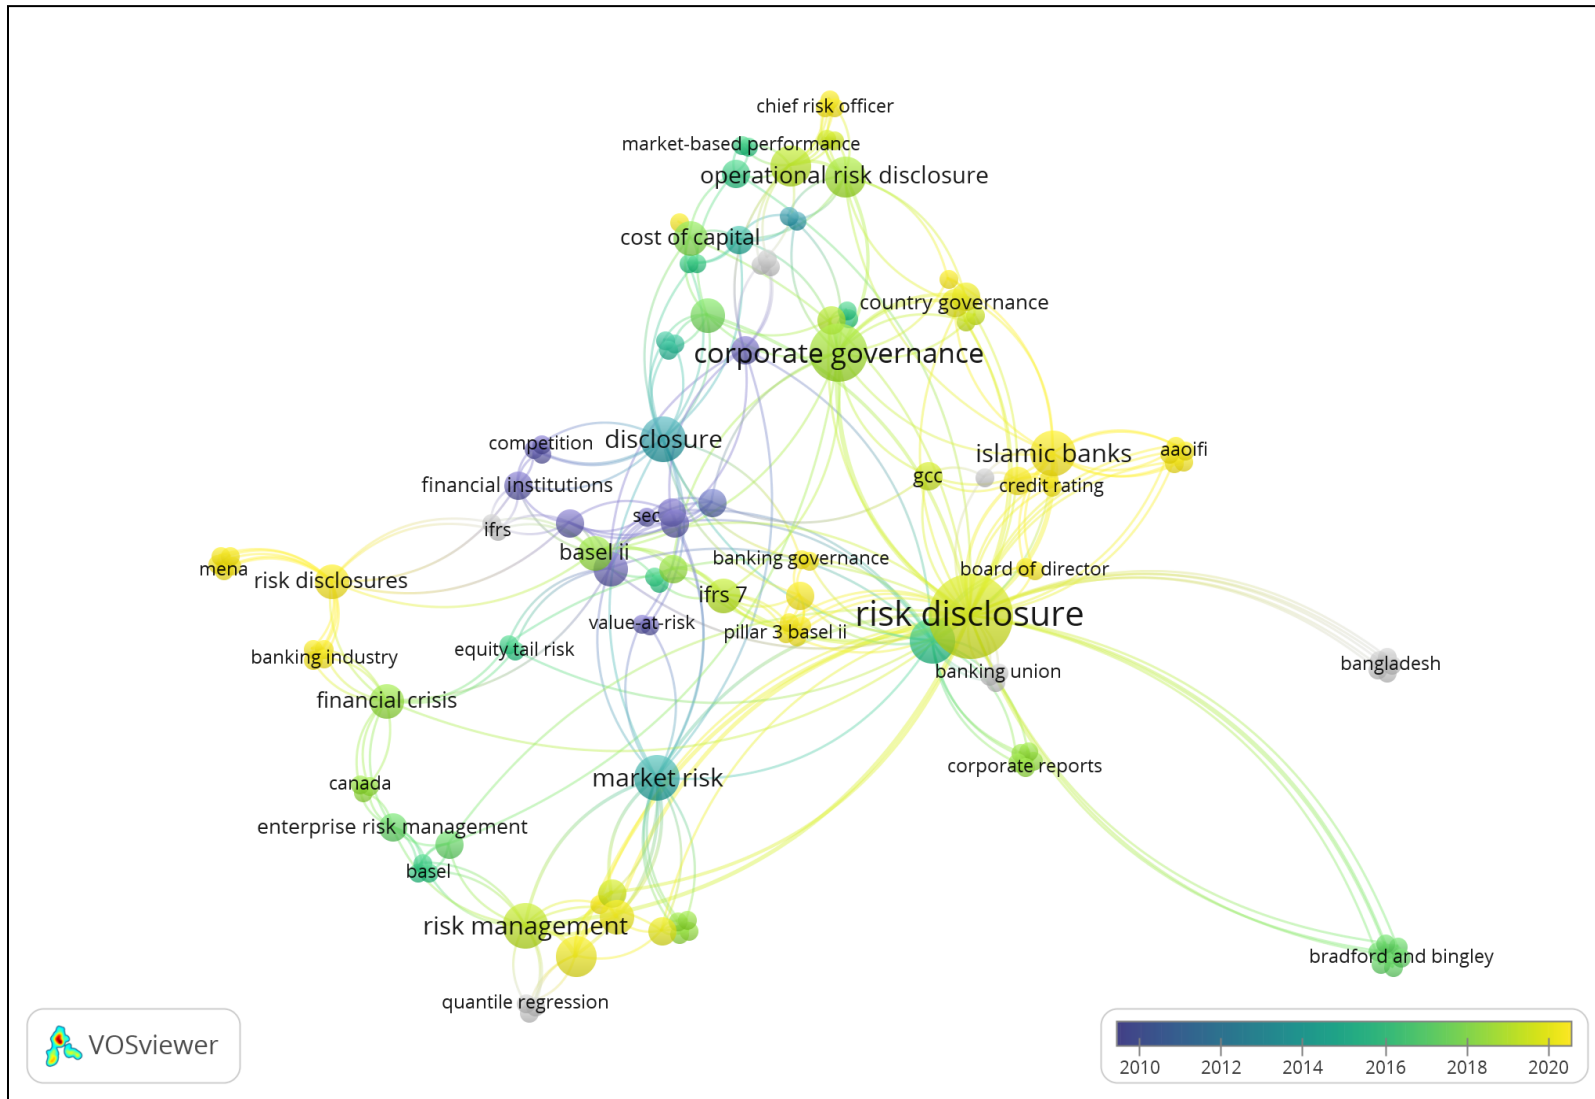 chief risk officer
market-based performance
operational risk disclosure
cost of capital
country governance
corporate governance
competition
disclosure
financial institutions
islamic banks
aaoifi
gcc
credit rating
sec
ifrs
basel ii
banking governance
board of director
mena
risk disclosures
ifrs 7
risk disclosure
value-at-risk
pillar 3 basel ii
equity tail risk
banking industry
banking union
bangladesh
financial crisis
corporate reports
market risk
canada
enterprise risk management
basel
risk management
bradford and bingley
quantile regression
VOSviewer
2010 2012 2014 2016 2018 2020